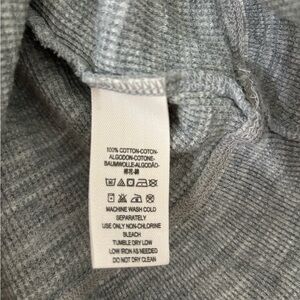 100% COTTON-COTON-
ALGODON-COTONE-
BAUMWOLLE-ALGODÃO-
MACHINE WASH COLD
SEPARATELY
USE ONLY NON-CHLORINE
BLEACH
TUMBLE DRY LOW
LOW IRON AS NEEDED
DO NOT DRY CLEAN